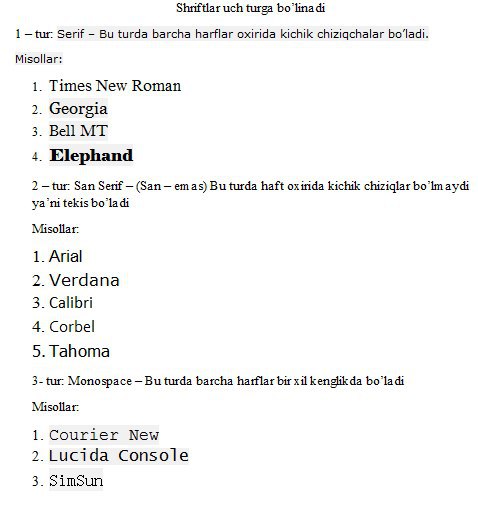 Shriftlar uch turga bo’linadi
1 – tur: Serif – Bu turda barcha harflar oxirida kichik chiziqchalar bo’ladi.
Misollar:
1. Times New Roman
2. Georgia
3. Bell MT
4. Elephand
2 – tur: San Serif – (San – emas) Bu turda haft oxirida kichik chiziqlar bo’lmaydi
ya’ni tekis bo’ladi
Misollar:
1. Arial
2. Verdana
3. Calibri
4. Corbel
5. Tahoma
3- tur: Monospace – Bu turda barcha harflar bir xil kenglikda bo’ladi
Misollar:
1. Courier New
2. Lucida Console
3. SimSun